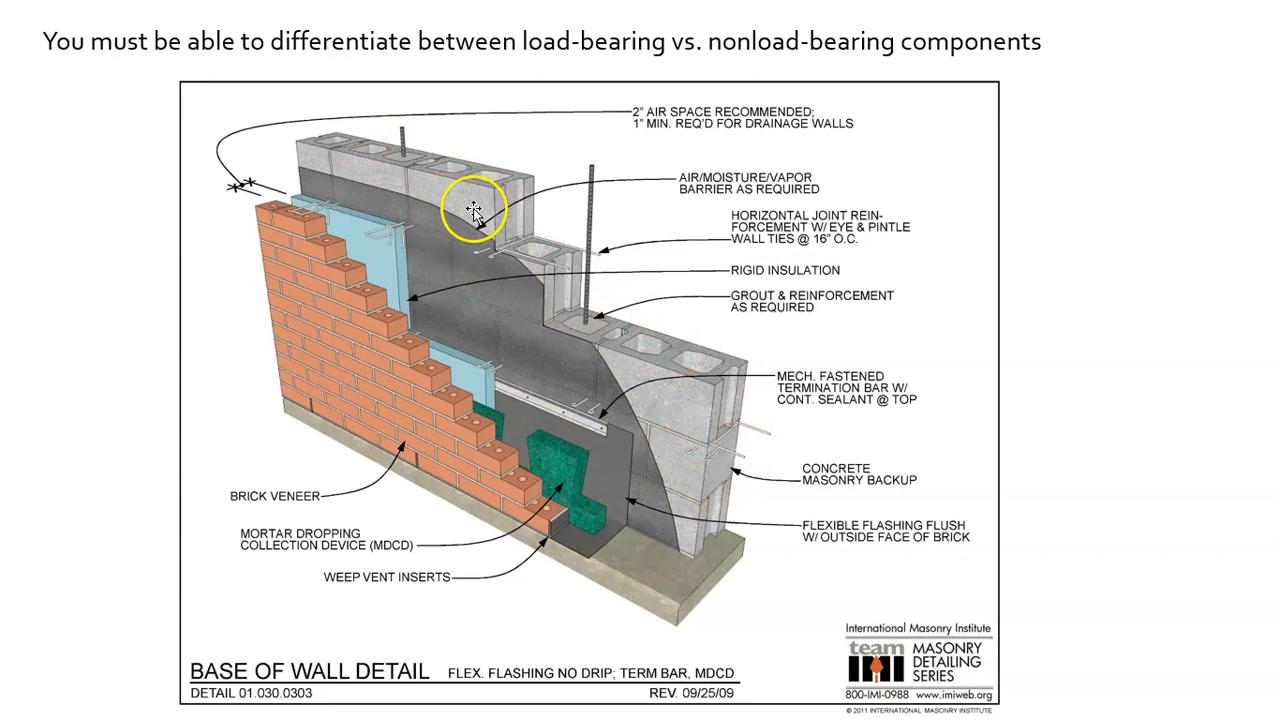 You must be able to differentiate between load-bearing vs. nonload-bearing components
2" AIR SPACE RECOMMENDED;
1" MIN. REQ'D FOR DRAINAGE WALLS
AIR/MOISTURE/VAPOR
BARRIER AS REQUIRED
HORIZONTAL JOINT REIN-
FORCEMENT W/ EYE & PINTLE
WALL TIES @ 16" O.C.
RIGID INSULATION
GROUT & REINFORCEMENT
AS REQUIRED
MECH. FASTENED
TERMINATION BAR W/
CONT. SEALANT @ TOP
CONCRETE
MASONRY BACKUP
BRICK VENEER
FLEXIBLE FLASHING FLUSH
W/ OUTSIDE FACE OF BRICK
MORTAR DROPPING
COLLECTION DEVICE (MDCD)
WEEP VENT INSERTS
International Masonry Institute
team
MASONRY
DETAILING
SERIES
BASE OF WALL DETAIL FLEX. FLASHING NO DRIP; TERM BAR, MDCD
DETAIL 01.030.0303 REV. 09/25/09
800-IMI-0988 www.imiweb.org
© 2011 INTERNATIONAL MASONRY INSTITUTE